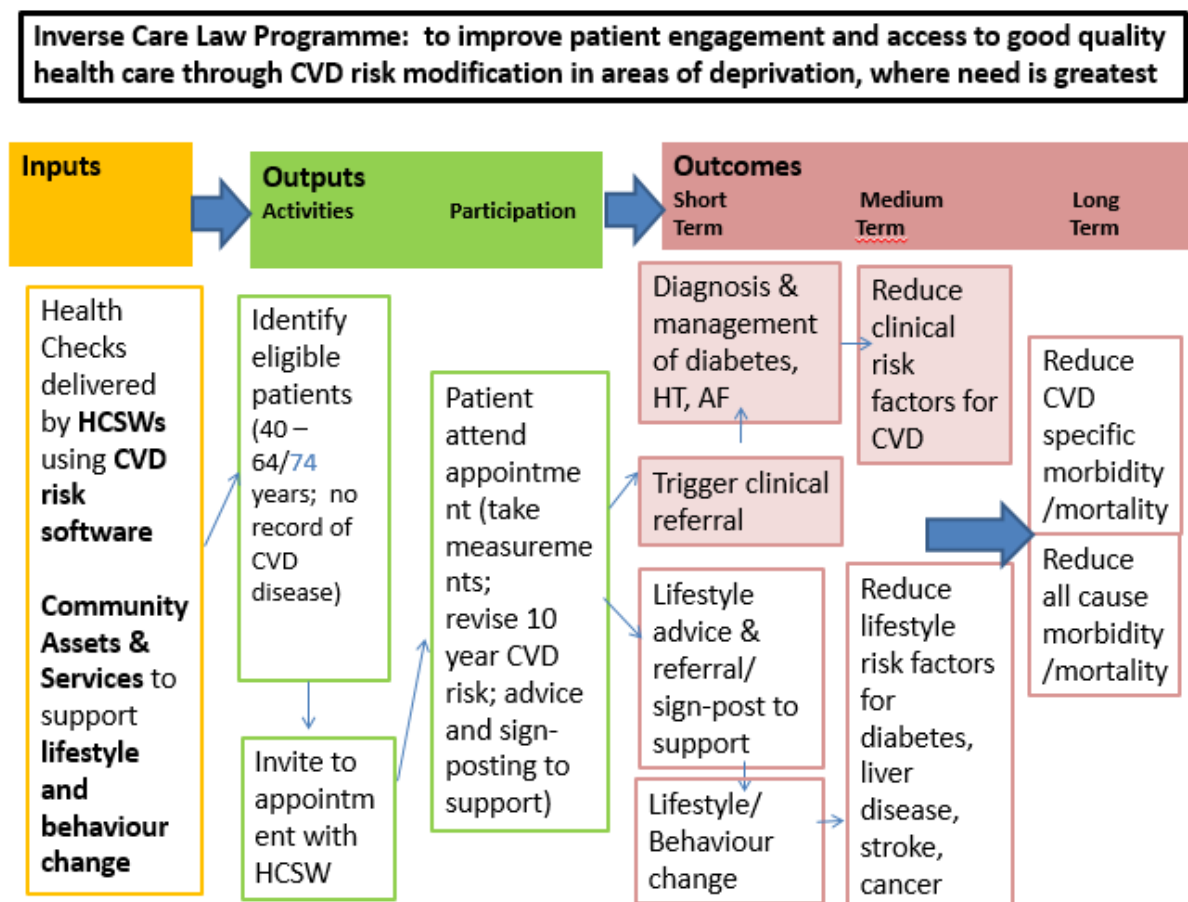 Inverse Care Law Programme: to improve patient engagement and access to good quality
health care through CVD risk modification in areas of deprivation, where need is greatest
Inputs
Outputs
Activities
Participation
Outcomes
Short
Term
Medium
Term
Long
Term
Health
Checks
delivered
by HCSWs
using CVD
risk
software
Community
Assets &
Services to
support
lifestyle
and
behaviour
change
Identify
eligible
patients
(40 –
64/74
years; no
record of
CVD
disease)
Invite to
appointm
ent with
HCSW
Patient
attend
appointme
nt (take
measureme
nts;
revise 10
year CVD
risk; advice
and sign-
posting to
support)
Diagnosis &
management
of diabetes,
HT, AF
Trigger clinical
referral
Lifestyle
advice &
referral/
sign-post to
support
Lifestyle/
Behaviour
change
Reduce
clinical
risk
factors for
CVD
Reduce
lifestyle
risk factors
for
diabetes,
liver
disease,
stroke,
cancer
Reduce
CVD
specific
morbidity
/mortality
Reduce
all cause
morbidity
/mortality